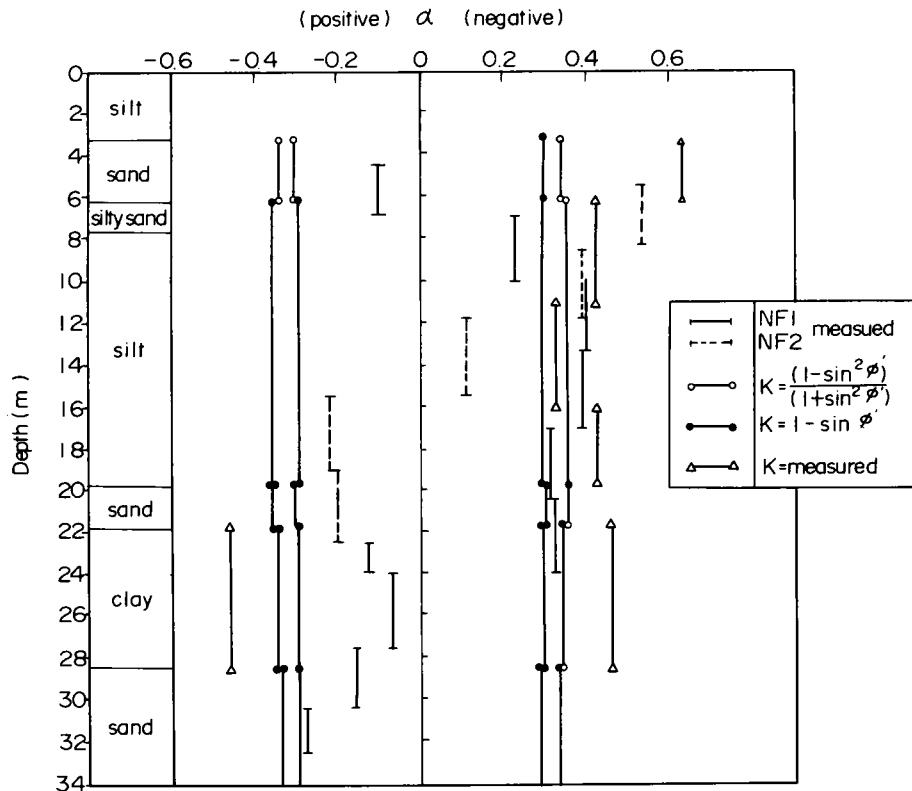 (positive) α (negative)
-0.6 -0.4 -0.2 0 0.2 0.4 0.6
Depth(m)
0
2
4
6
8
10
12
14
16
18
20
22
24
26
28
30
32
34
silt
sand
silty sand
silt
sand
clay
sand
NF1
NF2 measued
K=(1-sin²ø′)/(1+sin²ø′)
K=1-sin ø′
K=measured